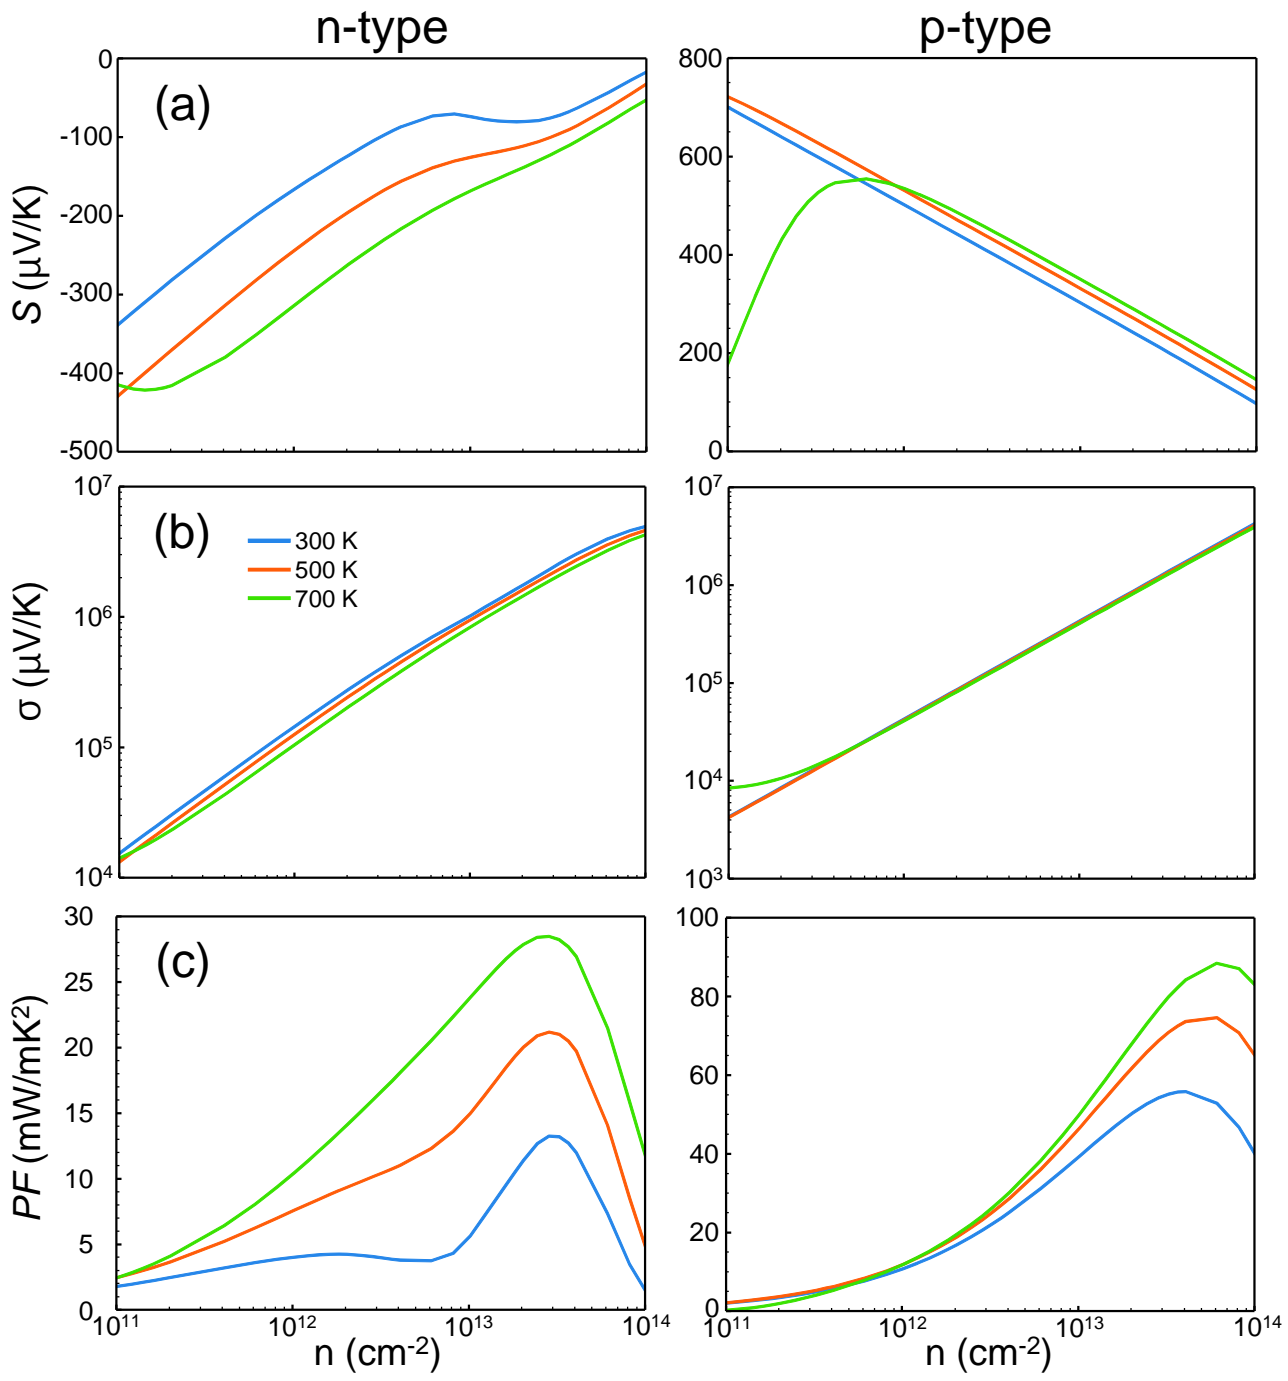 n-type
p-type
(a)
0
-100
-200
-300
-400
-500
S (µV/K)
800
600
400
200
0
(b)
300 K
500 K
700 K
10⁷
10⁶
10⁵
10⁴
σ (µV/K)
10⁷
10⁶
10⁵
10⁴
10³
(c)
30
25
20
15
10
5
0
PF (mW/mK²)
100
80
60
40
20
0
10¹¹ 10¹² 10¹³ 10¹⁴
n (cm⁻²)
10¹¹ 10¹² 10¹³ 10¹⁴
n (cm⁻²)